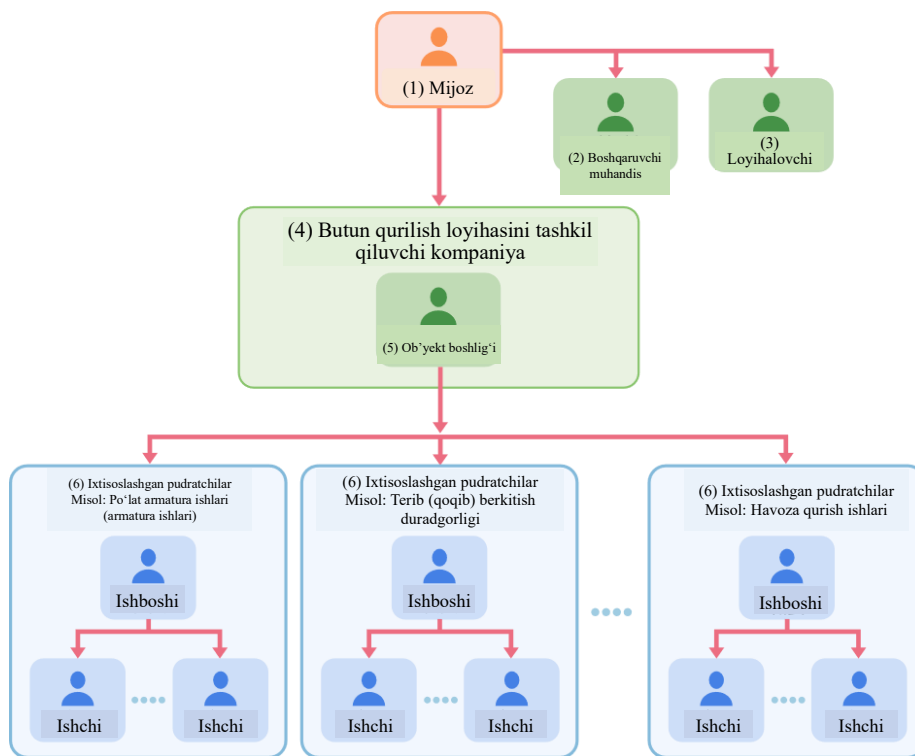 (1) Mijoz
(2) Boshqaruvchi
muhandis
(3)
Loyihalovchi
(4) Butun qurilish loyihasini tashkil
qiluvchi kompaniya
(5) Ob’yekt boshlig‘i
(6) Ixtisoslashgan pudratchilar
Misol: Po‘lat armatura ishlari
(armatura ishlari)
Ishboshi
Ishchi
Ishchi
(6) Ixtisoslashgan pudratchilar
Misol: Terib (qoqib) berkitish
duradgorligi
Ishboshi
Ishchi
Ishchi
(6) Ixtisoslashgan pudratchilar
Misol: Havoza qurish ishlari
Ishboshi
Ishchi
Ishchi